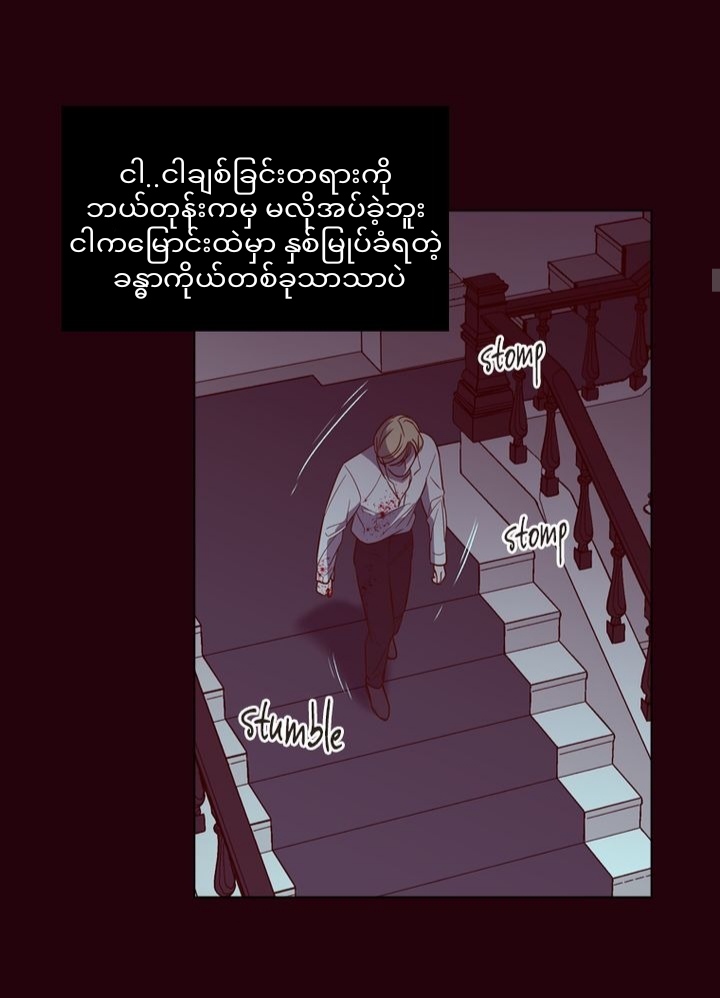 ငါ..ငါချစ်ခြင်းတရားကို
ဘယ်တုန်းကမှ မလိုအပ်ခဲ့ဘူး
ငါကမြောင်းထဲမှာ နှစ်မြုပ်ခံရတဲ့
ခန္ဓာကိုယ်တစ်ခုသာသာပဲ
stomp
stomp
stumble